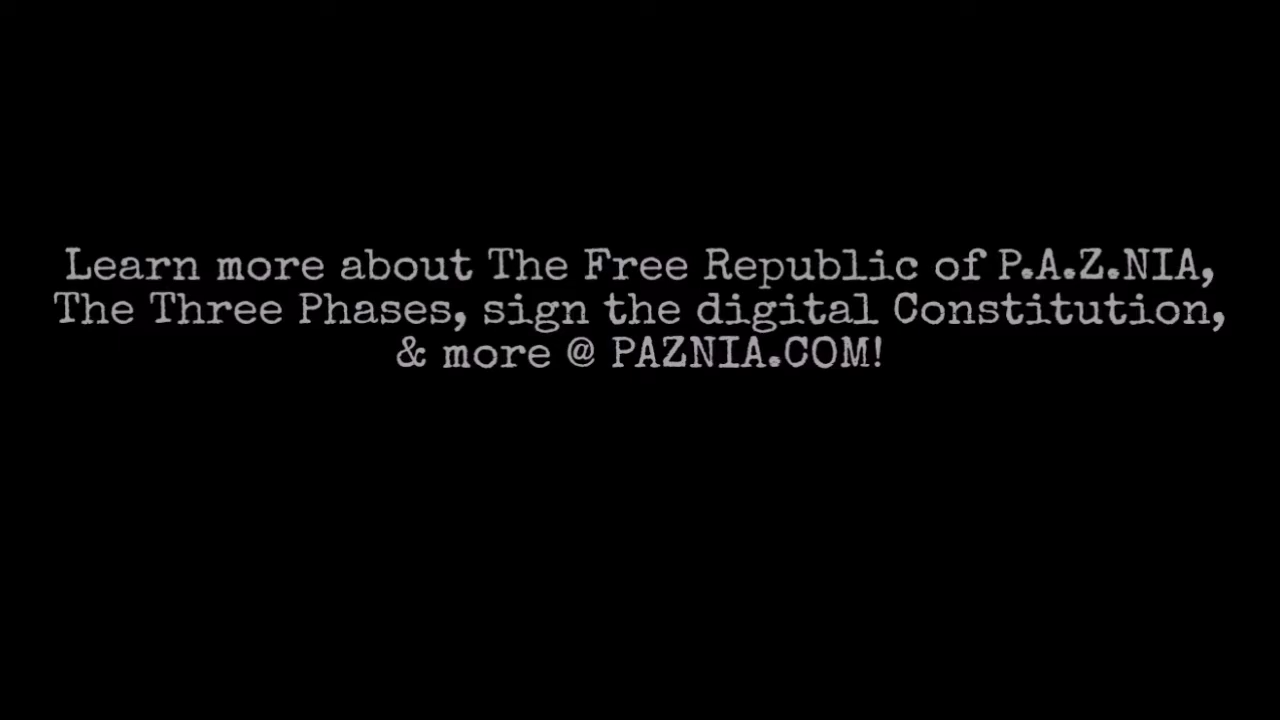 Learn more about The Free Republic of P.A.Z.NIA,
The Three Phases, sign the digital Constitution,
& more @ PAZNIA.COM!